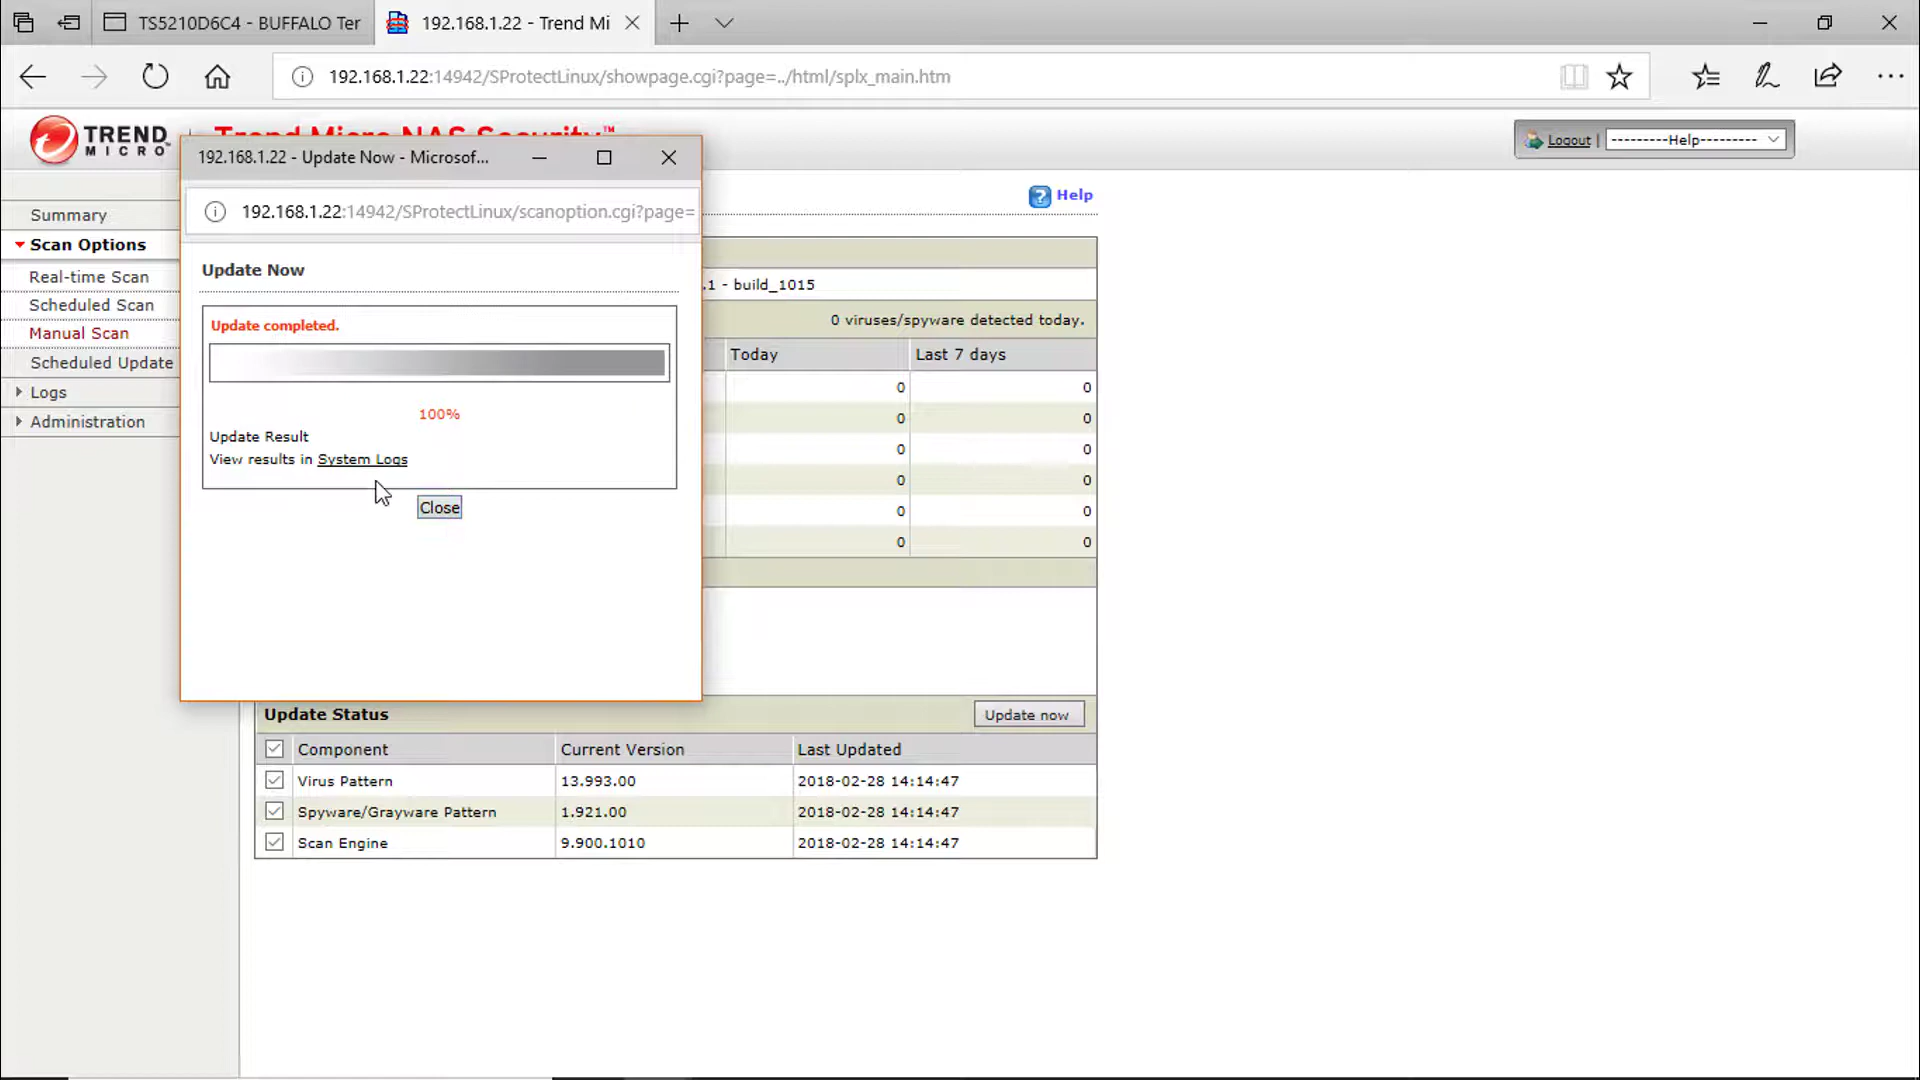 TS5210D6C4 - BUFFALO Ter
192.168.1.22 - Trend Mi
192.168.1.22:14942/SProtectLinux/showpage.cgi?page=../html/splx_main.htm
TREND MICRO
Trend Micro NAS Security™
Logout | ---------Help---------
192.168.1.22 - Update Now - Microsof...
192.168.1.22:14942/SProtectLinux/scanoption.cgi?page=
Help
Summary
Scan Options
Real-time Scan
Scheduled Scan
Manual Scan
Scheduled Update
Logs
Administration
Update Now
Update completed.
100%
Update Result
View results in System Logs
Close
.1 - build_1015
0 viruses/spyware detected today.
Today Last 7 days
0 0
0 0
0 0
0 0
0 0
0 0
Update Status Update now
Component Current Version Last Updated
Virus Pattern 13.993.00 2018-02-28 14:14:47
Spyware/Grayware Pattern 1.921.00 2018-02-28 14:14:47
Scan Engine 9.900.1010 2018-02-28 14:14:47